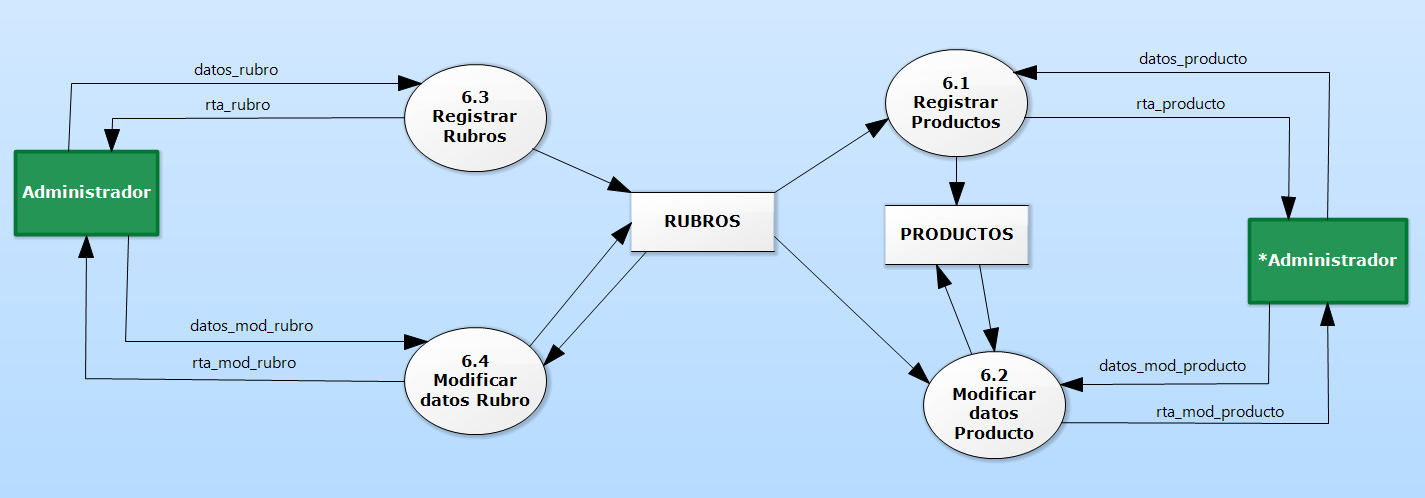 datos_rubro
rta_rubro
6.3
Registrar
Rubros
Administrador
datos_mod_rubro
rta_mod_rubro
6.4
Modificar
datos Rubro
RUBROS
6.1
Registrar
Productos
datos_producto
rta_producto
PRODUCTOS
*Administrador
6.2
Modificar
datos
Producto
datos_mod_producto
rta_mod_producto